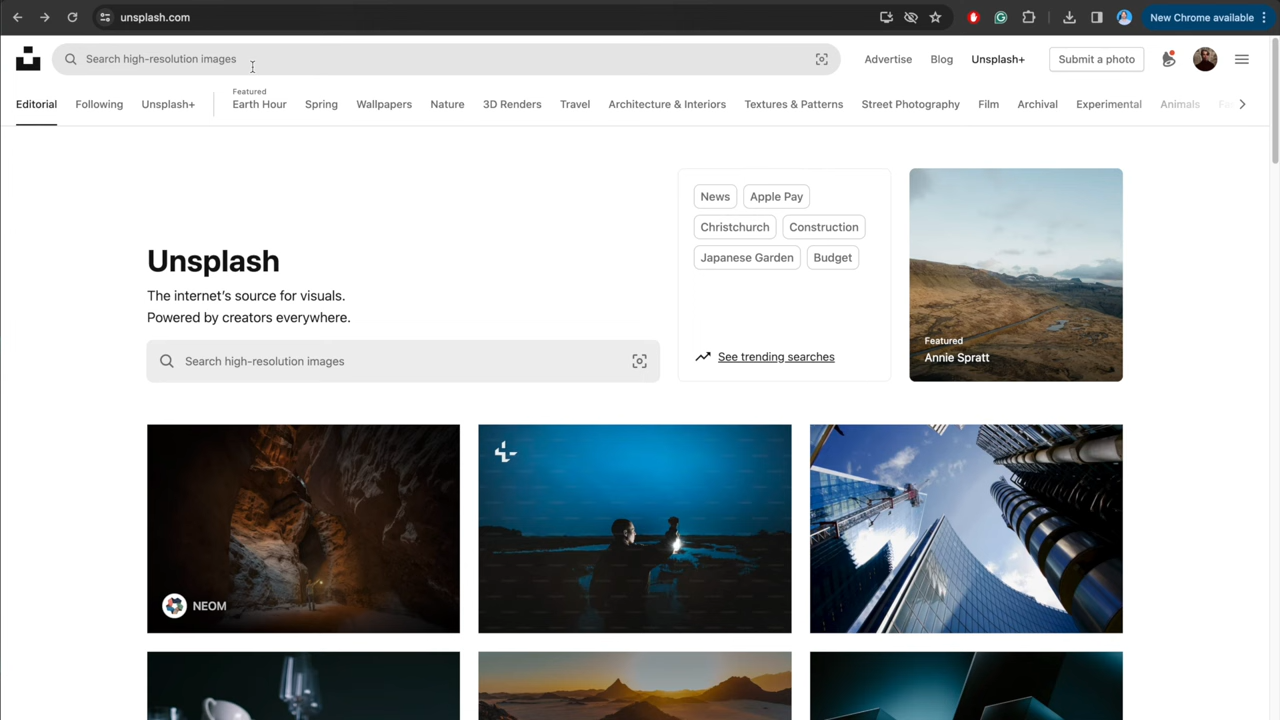 unsplash.com
New Chrome available
Search high-resolution images
Advertise
Blog
Unsplash+
Submit a photo
Editorial
Following
Unsplash+
Featured
Earth Hour
Spring
Wallpapers
Nature
3D Renders
Travel
Architecture & Interiors
Textures & Patterns
Street Photography
Film
Archival
Experimental
Animals
News
Apple Pay
Christchurch
Construction
Japanese Garden
Budget
See trending searches
Featured
Annie Spratt
Unsplash
The internet's source for visuals.
Powered by creators everywhere.
Search high-resolution images
NEOM